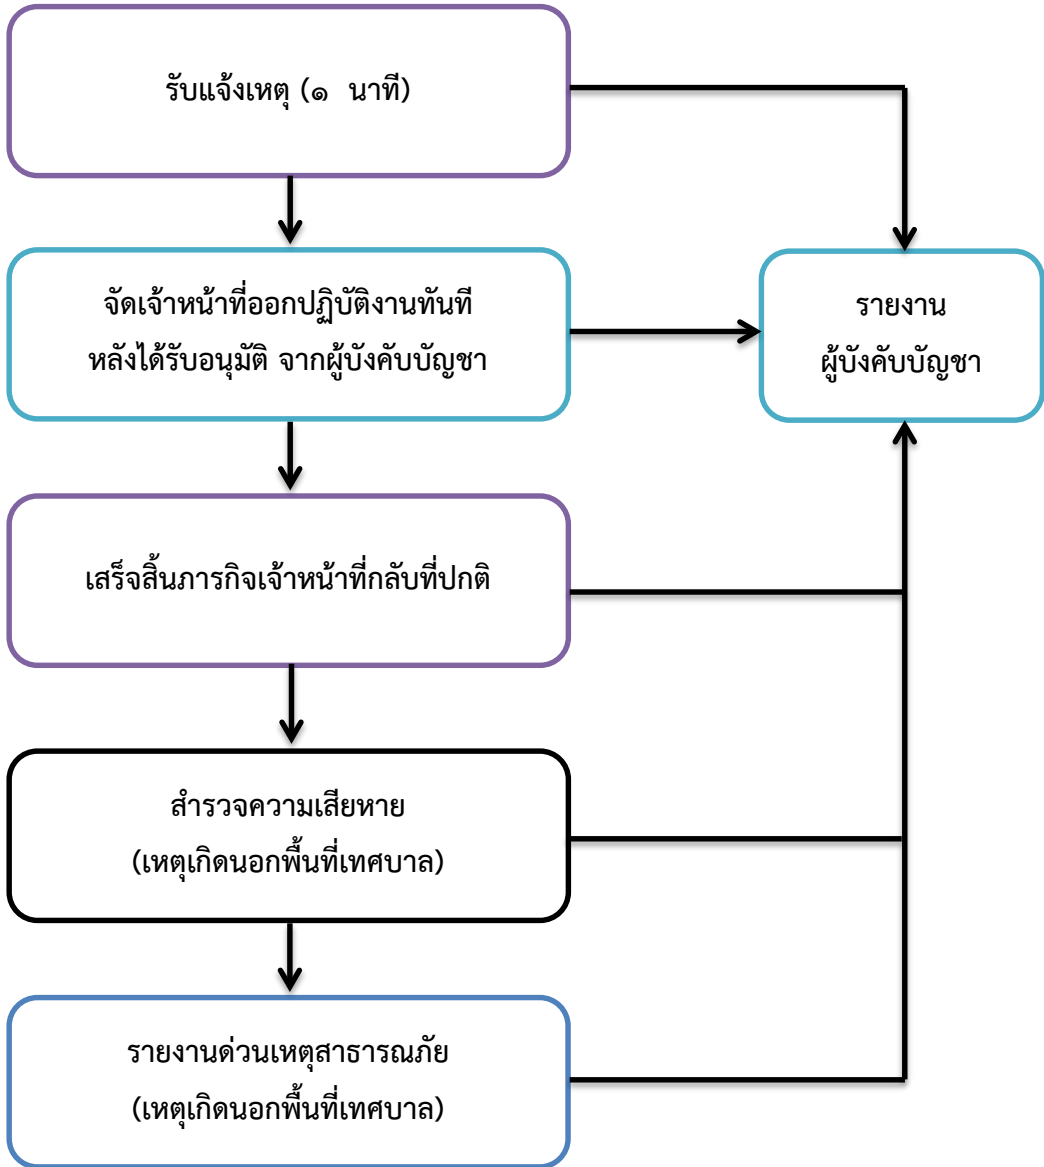 รับแจ้งเหตุ (๑ นาที)
จัดเจ้าหน้าที่ออกปฏิบัติงานทันที
หลังได้รับอนุมัติ จากผู้บังคับบัญชา
รายงาน
ผู้บังคับบัญชา
เสร็จสิ้นภารกิจเจ้าหน้าที่กลับที่ปกติ
สำรวจความเสียหาย
(เหตุเกิดนอกพื้นที่เทศบาล)
รายงานด่วนเหตุสาธารณภัย
(เหตุเกิดนอกพื้นที่เทศบาล)